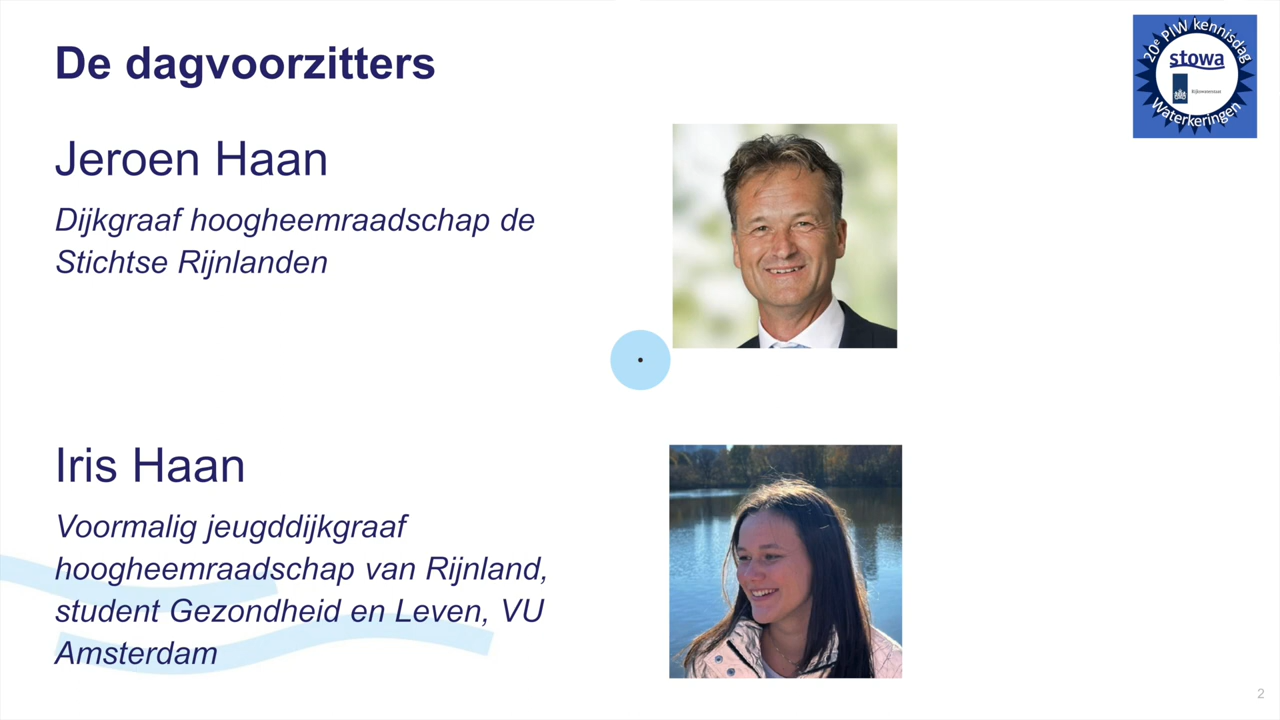 De dagvoorzitters
20e PIW kennisdag
stowa
Rijkswaterstaat
Waterkeringen
Jeroen Haan
Dijkgraaf hoogheemraadschap de
Stichtse Rijnlanden
Iris Haan
Voormalig jeugddijkgraaf
hoogheemraadschap van Rijnland,
student Gezondheid en Leven, VU
Amsterdam
2